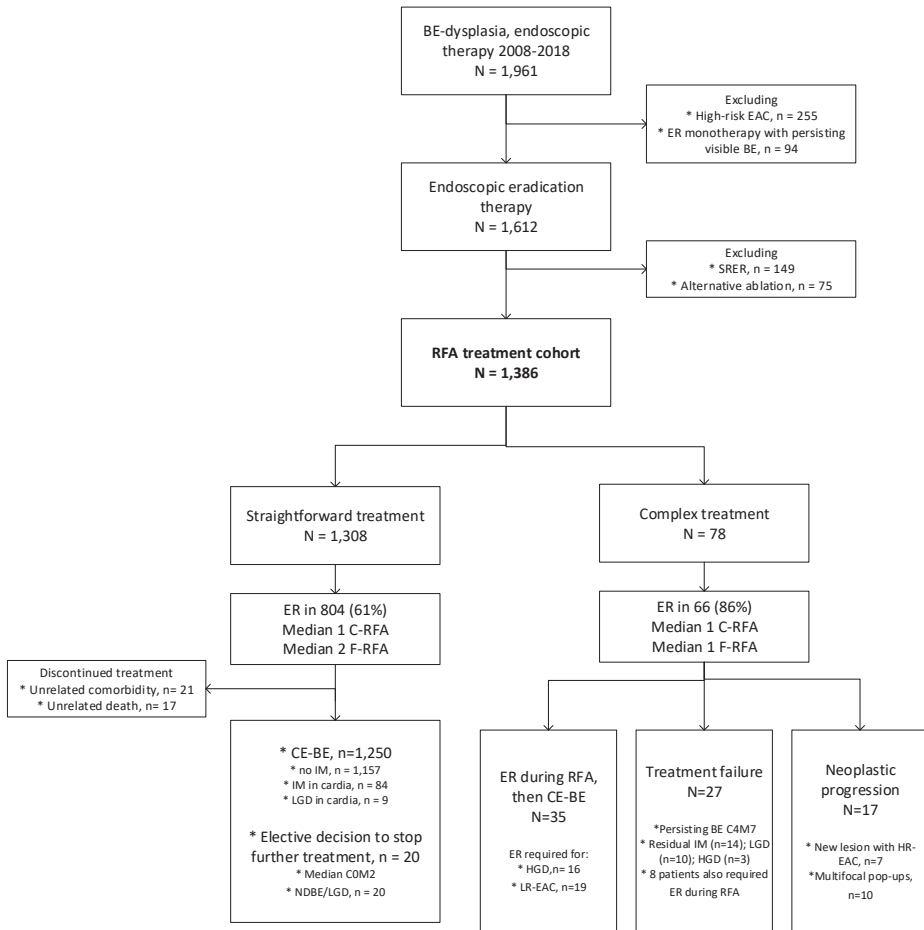 BE-dysplasia, endoscopic
therapy 2008-2018
N = 1,961
Excluding
* High-risk EAC, n = 255
* ER monotherapy with persisting
visible BE, n = 94
Endoscopic eradication
therapy
N = 1,612
Excluding
* SRER, n = 149
* Alternative ablation, n = 75
RFA treatment cohort
N = 1,386
Straightforward treatment
N = 1,308
Complex treatment
N = 78
ER in 804 (61%)
Median 1 C-RFA
Median 2 F-RFA
ER in 66 (86%)
Median 1 C-RFA
Median 1 F-RFA
Discontinued treatment
* Unrelated comorbidity, n= 21
* Unrelated death, n= 17
* CE-BE, n=1,250
* no IM, n = 1,157
* IM in cardia, n = 84
* LGD in cardia, n = 9
* Elective decision to stop
further treatment, n = 20
* Median C0M2
* NDBE/LGD, n = 20
ER during RFA,
then CE-BE
N=35
ER required for:
* HGD,n= 16
* LR-EAC, n=19
Treatment failure
N=27
*Persisting BE C4M7
* Residual IM (n=14); LGD
(n=10); HGD (n=3)
* 8 patients also required
ER during RFA
Neoplastic
progression
N=17
* New lesion with HR-
EAC, n=7
*Multifocal pop-ups,
n=10